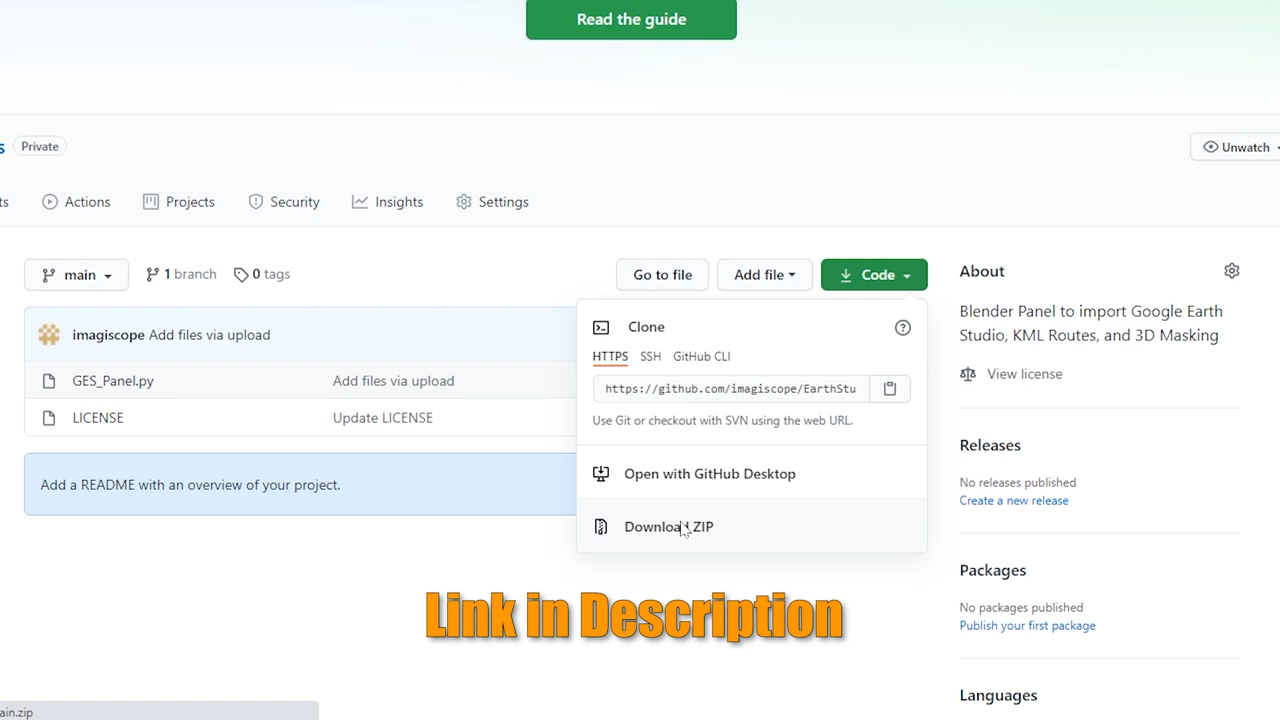 Read the guide
s Private
Unwatch
ts Actions Projects Security Insights Settings
main 1 branch 0 tags Go to file Add file Code
imagiscope Add files via upload
GES_Panel.py Add files via upload
LICENSE Update LICENSE
Add a README with an overview of your project.
Clone
HTTPS SSH GitHub CLI
https://github.com/imagiscope/EarthStu
Use Git or checkout with SVN using the web URL.
Open with GitHub Desktop
Download ZIP
About
Blender Panel to import Google Earth
Studio, KML Routes, and 3D Masking
View license
Releases
No releases published
Create a new release
Packages
No packages published
Publish your first package
Languages
Link in Description
ain.zip